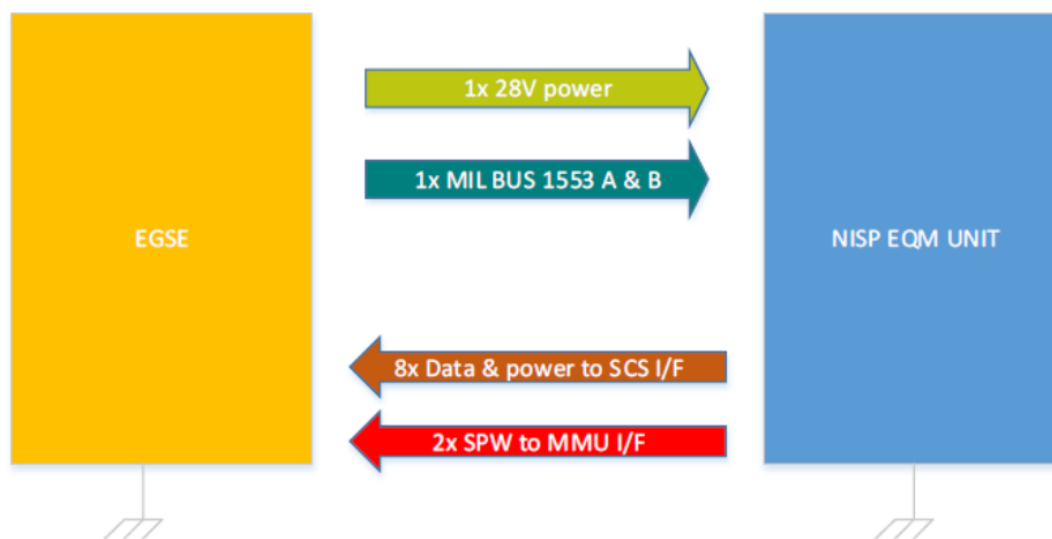 1x 28V power
1x MIL BUS 1553 A & B
EGSE
NISP EQM UNIT
8x Data & power to SCS I/F
2x SPW to MMU I/F